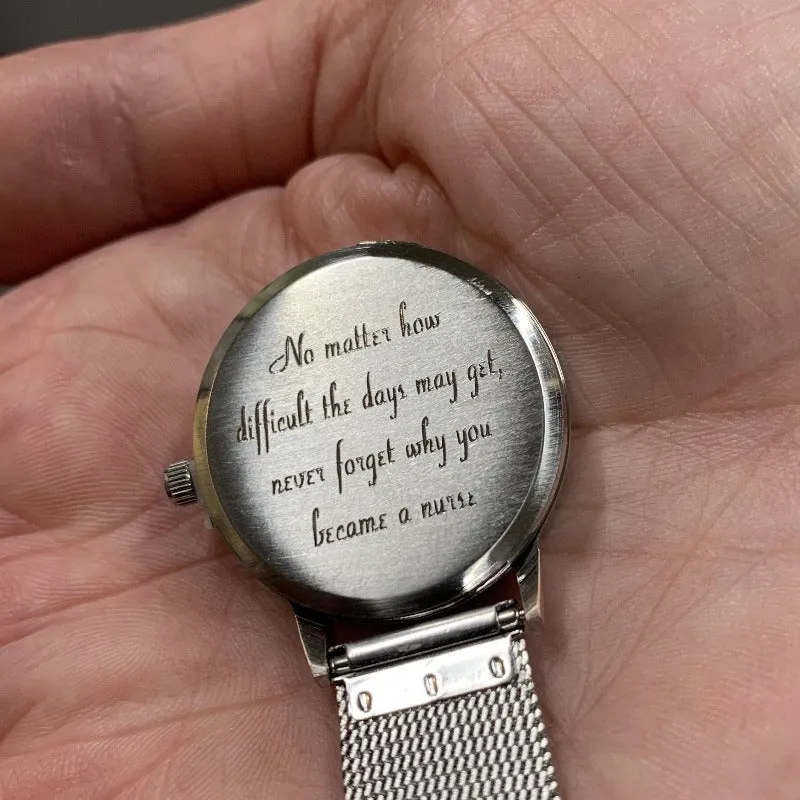 No matter how
difficult the days may get,
never forget why you
became a nurse